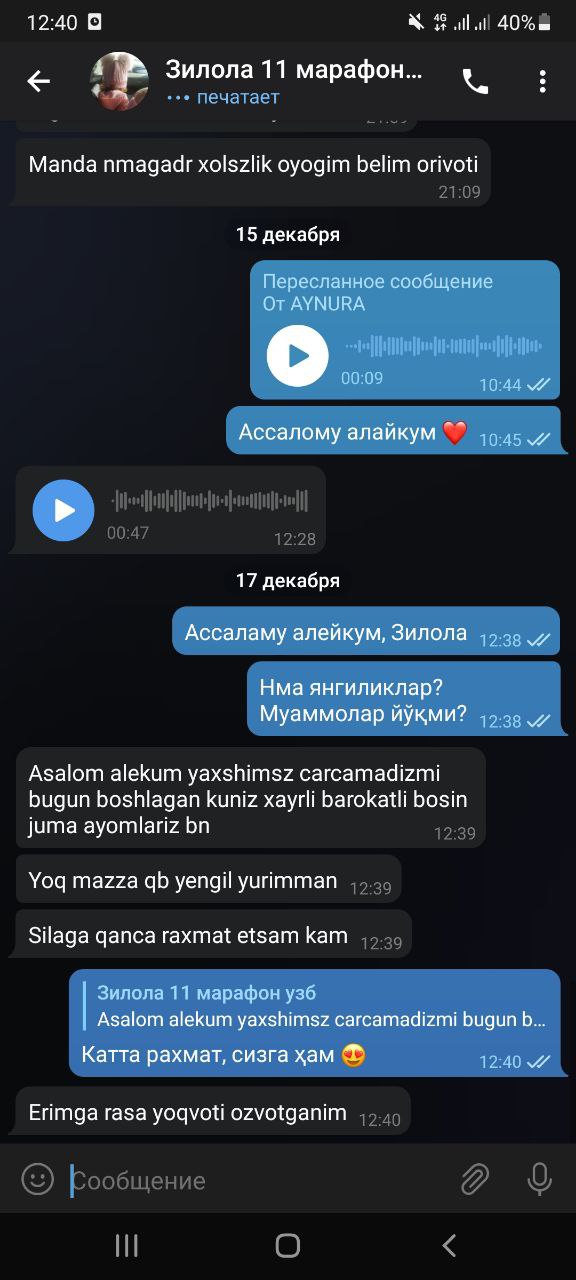 12:40
4G
40%
Зилола 11 марафон...
печатает
Manda nmagadr xolszlik oyogim belim orivoti
21:09
15 декабря
Пересланное сообщение
От AYNURA
00:09
10:44
Ассалому алайкум ❤️
10:45
00:47
12:28
17 декабря
Ассаламу алейкум, Зилола
12:38
Нма янгиликлар?
Муаммолар йўқми?
12:38
Asalom alekum yaxshimsz carcamadizmi
bugun boshlagan kuniz xayrli barokatli bosin
juma ayomlariz bn
12:39
Yoq mazza qb yengil yurimman
12:39
Silaga qanca raxmat etsam kam
12:39
Зилола 11 марафон узб
Asalom alekum yaxshimsz carcamadizmi bugun b...
Катта рахмат, сизга ҳам 😍
12:40
Erimga rasa yoqvoti ozvotganim
12:40
Сообщение